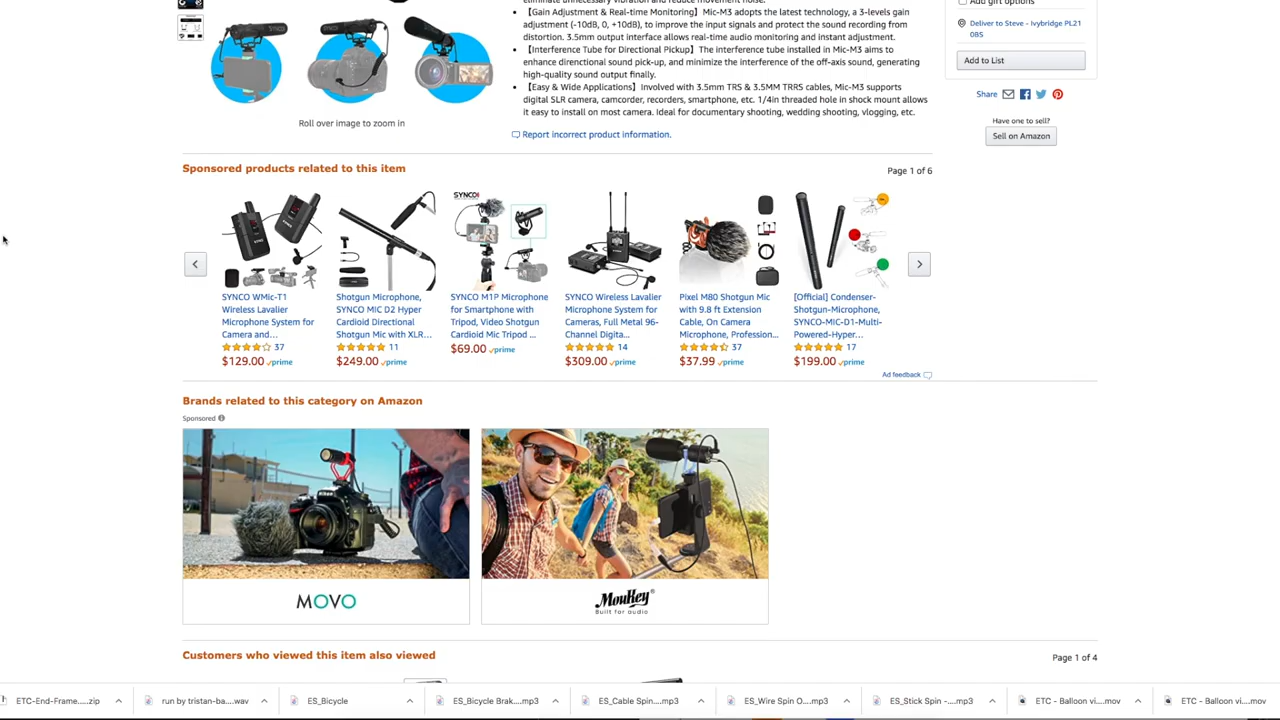 eliminate unnecessary vibration and reduce movement noise.
Add gift options
• 【Gain Adjustment & Real-time Monitoring】 Mic-M3 adopts the latest technology, a 3-levels gain
adjustment (-10dB, 0, +10dB), to improve the input signals and protect the sound recording from
distortion. 3.5mm output interface allows real-time audio monitoring and instant adjustment.
• 【Interference Tube for Directional Pickup】The interference tube installed in Mic-M3 aims to
enhance direnctional sound pick-up, and minimize the interference of the off-axis sound, generating
high-quality sound output finally.
• 【Easy & Wide Applications】Involved with 3.5mm TRS & 3.5MM TRRS cables, Mic-M3 supports
digital SLR camera, camcorder, recorders, smartphone, etc. 1/4in threaded hole in shock mount allows
it easy to install on most camera. Ideal for documentary shooting, wedding shooting, vlogging, etc.
Deliver to Steve - Ivybridge PL21
0BS
Add to List
Share
Have one to sell?
Sell on Amazon
Roll over image to zoom in
Report incorrect product information.
Sponsored products related to this item
Page 1 of 6
SYNCO
SYNCO WMic-T1
Wireless Lavalier
Microphone System for
Camera and...
37
$129.00 prime
Shotgun Microphone,
SYNCO MIC D2 Hyper
Cardioid Directional
Shotgun Mic with XLR...
11
$249.00 prime
SYNCO M1P Microphone
for Smartphone with
Tripod, Video Shotgun
Cardioid Mic Tripod ...
$69.00 prime
SYNCO Wireless Lavalier
Microphone System for
Cameras, Full Metal 96-
Channel Digita...
14
$309.00 prime
Pixel M80 Shotgun Mic
with 9.8 ft Extension
Cable, On Camera
Microphone, Profession...
37
$37.99 prime
[Official] Condenser-
Shotgun-Microphone,
SYNCO-MIC-D1-Multi-
Powered-Hyper...
17
$199.00 prime
Ad feedback
Brands related to this category on Amazon
Sponsored
MOVO
MouKey
Built for audio
Customers who viewed this item also viewed
Page 1 of 4
ETC-End-Frame....zip
run by tristan-ba....wav
ES_Bicycle
ES_Bicycle Brak....mp3
ES_Cable Spin....mp3
ES_Wire Spin O....mp3
ES_Stick Spin -....mp3
ETC - Balloon vi....mov
ETC - Balloon vi....mov